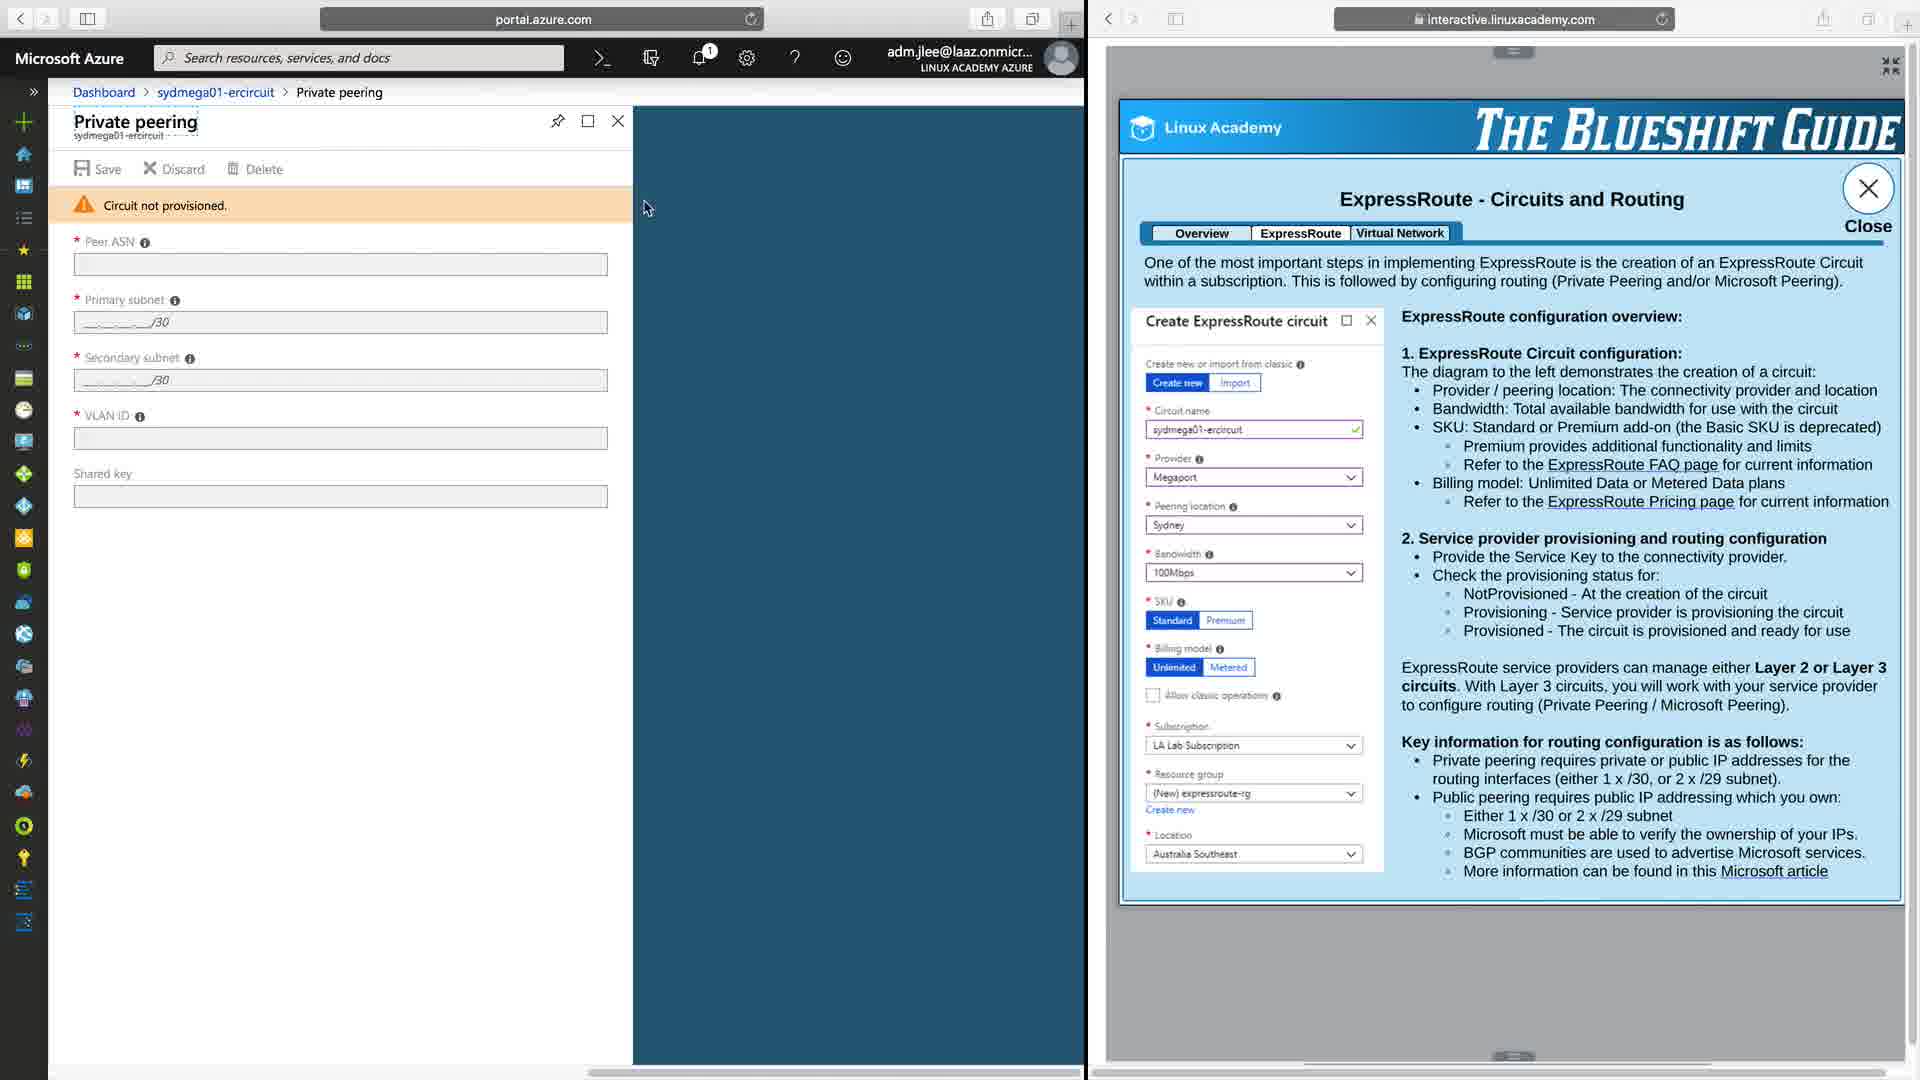 portal.azure.com
Microsoft Azure
Search resources, services, and docs
1
adm.jlee@laaz.onmicr...
LINUX ACADEMY AZURE
Dashboard > sydmega01-ercircuit > Private peering
Private peering
sydmega01-ercircuit
Save Discard Delete
Circuit not provisioned.
* Peer ASN
* Primary subnet
__.__.__.__/30
* Secondary subnet
__.__.__.__/30
* VLAN ID
Shared key
interactive.linuxacademy.com
Linux Academy
THE BLUESHIFT GUIDE
ExpressRoute - Circuits and Routing
Close
Overview ExpressRoute Virtual Network
One of the most important steps in implementing ExpressRoute is the creation of an ExpressRoute Circuit
within a subscription. This is followed by configuring routing (Private Peering and/or Microsoft Peering).
Create ExpressRoute circuit
Create new or import from classic
Create new Import
* Circuit name
sydmega01-ercircuit
* Provider
Megaport
* Peering location
Sydney
* Bandwidth
100Mbps
* SKU
Standard Premium
* Billing model
Unlimited Metered
Allow classic operations
* Subscription
LA Lab Subscription
* Resource group
(New) expressroute-rg
Create new
* Location
Australia Southeast
ExpressRoute configuration overview:
1. ExpressRoute Circuit configuration:
The diagram to the left demonstrates the creation of a circuit:
• Provider / peering location: The connectivity provider and location
• Bandwidth: Total available bandwidth for use with the circuit
• SKU: Standard or Premium add-on (the Basic SKU is deprecated)
◦ Premium provides additional functionality and limits
◦ Refer to the ExpressRoute FAQ page for current information
• Billing model: Unlimited Data or Metered Data plans
◦ Refer to the ExpressRoute Pricing page for current information
2. Service provider provisioning and routing configuration
• Provide the Service Key to the connectivity provider.
• Check the provisioning status for:
◦ NotProvisioned - At the creation of the circuit
◦ Provisioning - Service provider is provisioning the circuit
◦ Provisioned - The circuit is provisioned and ready for use
ExpressRoute service providers can manage either Layer 2 or Layer 3
circuits. With Layer 3 circuits, you will work with your service provider
to configure routing (Private Peering / Microsoft Peering).
Key information for routing configuration is as follows:
• Private peering requires private or public IP addresses for the
routing interfaces (either 1 x /30, or 2 x /29 subnet).
• Public peering requires public IP addressing which you own:
◦ Either 1 x /30 or 2 x /29 subnet
◦ Microsoft must be able to verify the ownership of your IPs.
◦ BGP communities are used to advertise Microsoft services.
◦ More information can be found in this Microsoft article